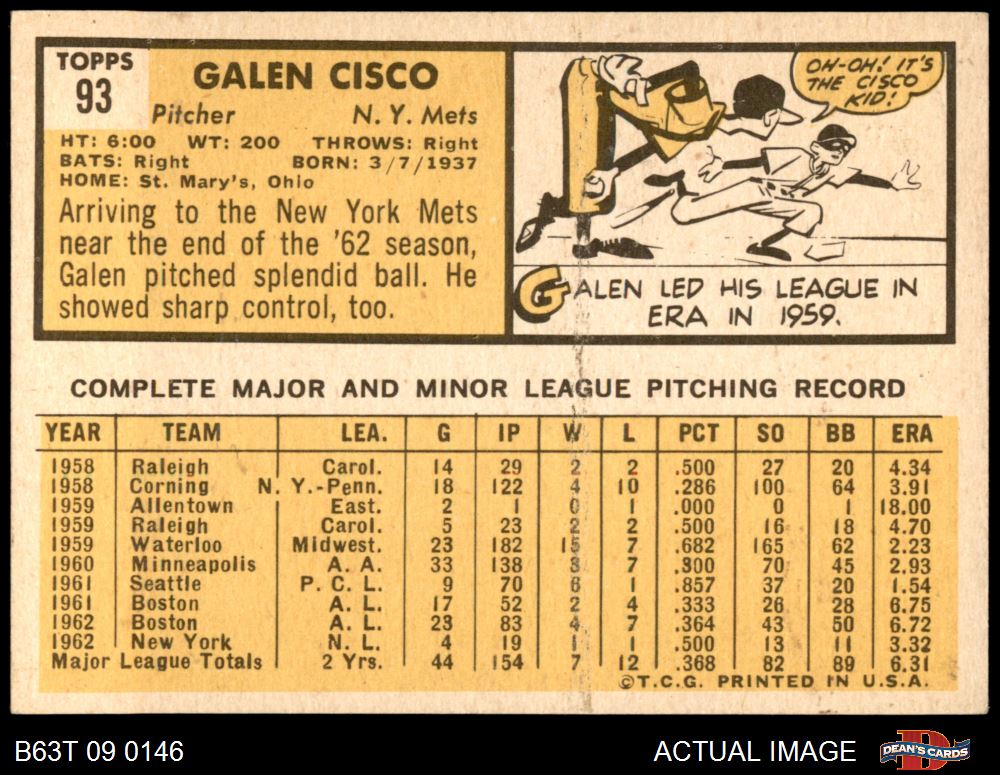 TOPPS
93
GALEN CISCO
Pitcher N. Y. Mets
HT: 6:00 WT: 200 THROWS: Right
BATS: Right BORN: 3/7/1937
HOME: St. Mary's, Ohio
Arriving to the New York Mets
near the end of the '62 season,
Galen pitched splendid ball. He
showed sharp control, too.
OH-OH! IT'S
THE CISCO
KID!
GALEN LED HIS LEAGUE IN
ERA IN 1959.
COMPLETE MAJOR AND MINOR LEAGUE PITCHING RECORD
YEAR TEAM LEA. G IP W L PCT SO BB ERA
1958 Raleigh Carol. 14 29 2 2 .500 27 20 4.34
1958 Corning N. Y.-Penn. 18 122 4 10 .286 100 64 3.91
1959 Allentown East. 2 1 0 1 .000 0 1 18.00
1959 Raleigh Carol. 5 23 2 2 .500 16 18 4.70
1959 Waterloo Midwest. 23 182 15 7 .682 165 62 2.23
1960 Minneapolis A. A. 33 138 3 7 .300 70 45 2.93
1961 Seattle P. C. L. 9 70 6 1 .857 37 20 1.54
1961 Boston A. L. 17 52 2 4 .333 26 28 6.75
1962 Boston A. L. 23 83 4 7 .364 43 50 6.72
1962 New York N. L. 4 19 1 1 .500 13 11 3.32
Major League Totals 2 Yrs. 44 154 7 12 .368 82 89 6.31
©T.C.G. PRINTED IN U.S.A.
B63T 09 0146 ACTUAL IMAGE DEAN'S CARDS